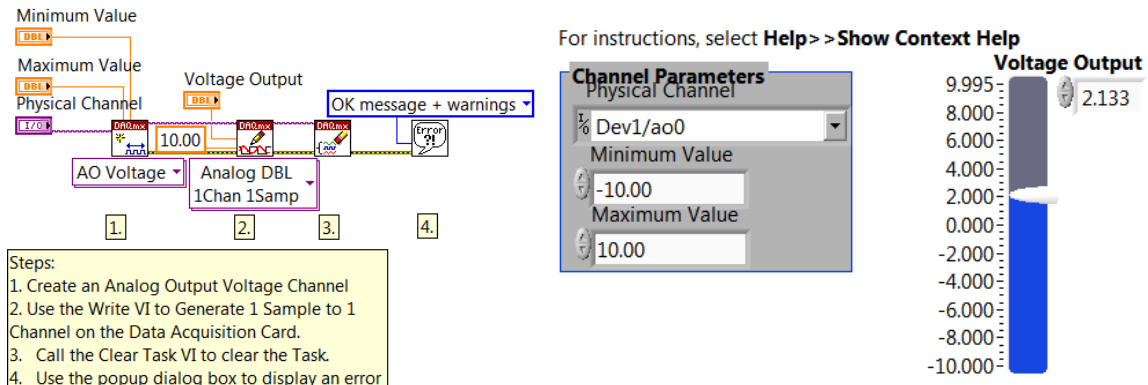 Minimum Value
DBL
Maximum Value
DBL
Voltage Output
DBL
Physical Channel
I/O
DAQmx
10.00
DAQmx
DAQmx
OK message + warnings
Error
?!
AO Voltage
Analog DBL
1Chan 1Samp
1.
2.
3.
4.
Steps:
1. Create an Analog Output Voltage Channel
2. Use the Write VI to Generate 1 Sample to 1
Channel on the Data Acquisition Card.
3. Call the Clear Task VI to clear the Task.
4. Use the popup dialog box to display an error
For instructions, select Help>>Show Context Help
Channel Parameters
Physical Channel
I/O Dev1/ao0
Minimum Value
-10.00
Maximum Value
10.00
Voltage Output
2.133
9.995
8.000
6.000
4.000
2.000
0.000
-2.000
-4.000
-6.000
-8.000
-10.000